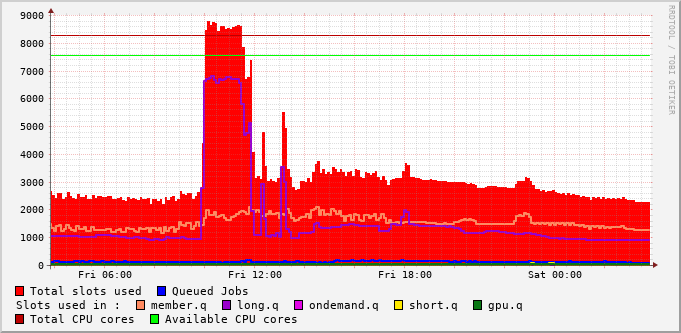 9000
8000
7000
6000
5000
4000
3000
2000
1000
0
Fri 06:00 Fri 12:00 Fri 18:00 Sat 00:00
RRDTOOL / TOBI OETIKER
Total slots used Queued Jobs
Slots used in : member.q long.q ondemand.q short.q gpu.q
Total CPU cores Available CPU cores